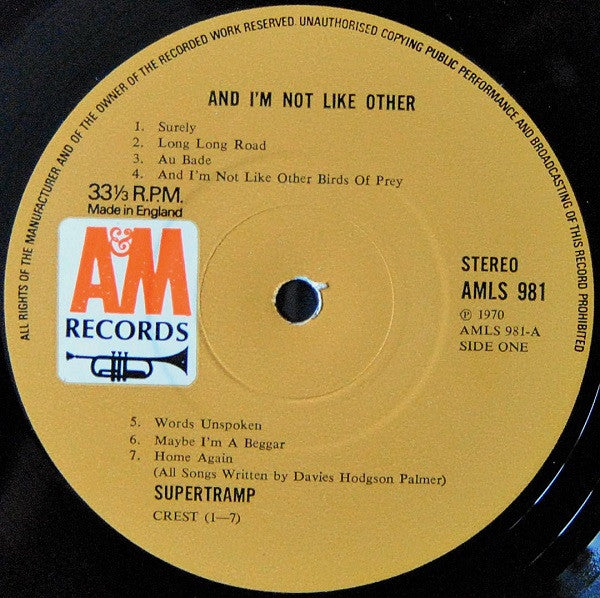 ALL RIGHTS OF THE MANUFACTURER AND OF THE OWNER OF THE RECORDED WORK RESERVED. UNAUTHORISED COPYING PUBLIC PERFORMANCE AND BROADCASTING OF THIS RECORD PROHIBITED
AND I'M NOT LIKE OTHER
1. Surely
2. Long Long Road
3. Au Bade
4. And I'm Not Like Other Birds Of Prey
33⅓ R.P.M.
Made in England
A&M
RECORDS
STEREO
AMLS 981
℗ 1970
AMLS 981-A
SIDE ONE
5. Words Unspoken
6. Maybe I'm A Beggar
7. Home Again
(All Songs Written by Davies Hodgson Palmer)
SUPERTRAMP
CREST (1—7)